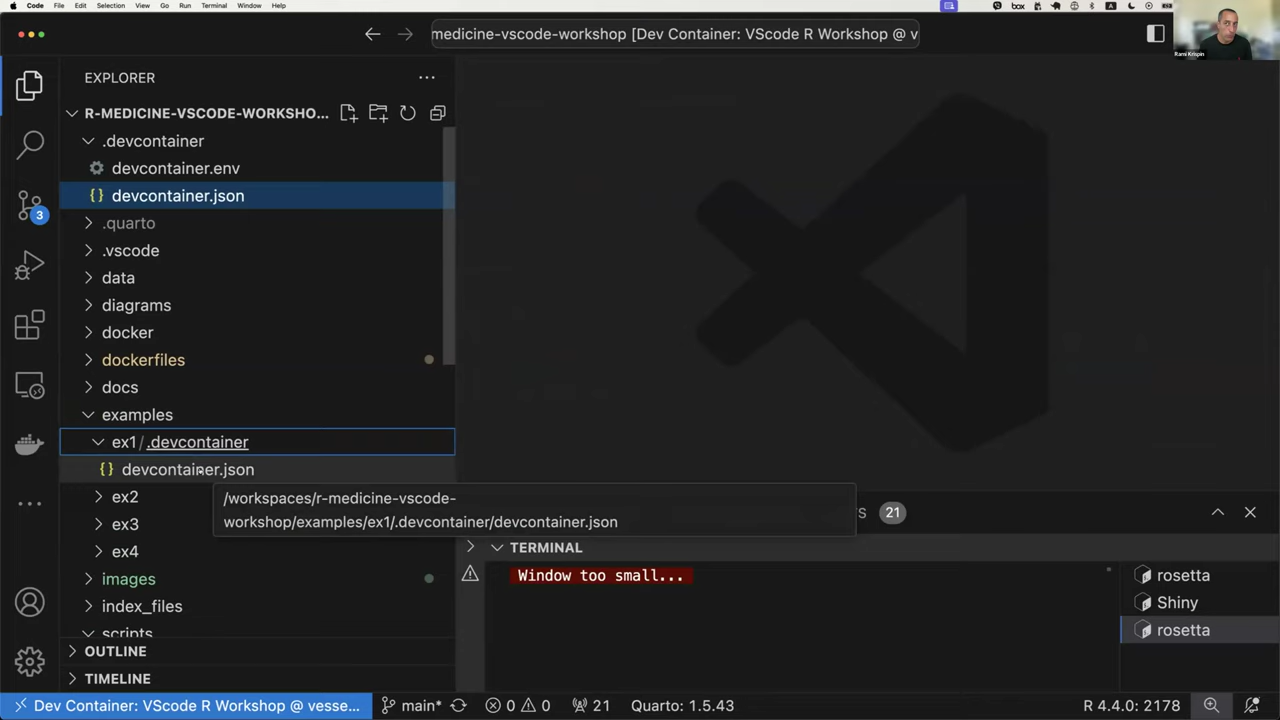 Code File Edit Selection View Go Run Terminal Window Help
box
medicine-vscode-workshop [Dev Container: VScode R Workshop @ v
Rami Krispin
EXPLORER
R-MEDICINE-VSCODE-WORKSHO...
.devcontainer
devcontainer.env
devcontainer.json
.quarto
3
.vscode
data
diagrams
docker
dockerfiles
docs
examples
ex1 / .devcontainer
devcontainer.json
/workspaces/r-medicine-vscode-
workshop/examples/ex1/.devcontainer/devcontainer.json
ex2
ex3
ex4
images
index_files
scripts
OUTLINE
TIMELINE
S 21
TERMINAL
Window too small...
rosetta
Shiny
rosetta
Dev Container: VScode R Workshop @ vesse... main* 0 0 21 Quarto: 1.5.43 R 4.4.0: 2178